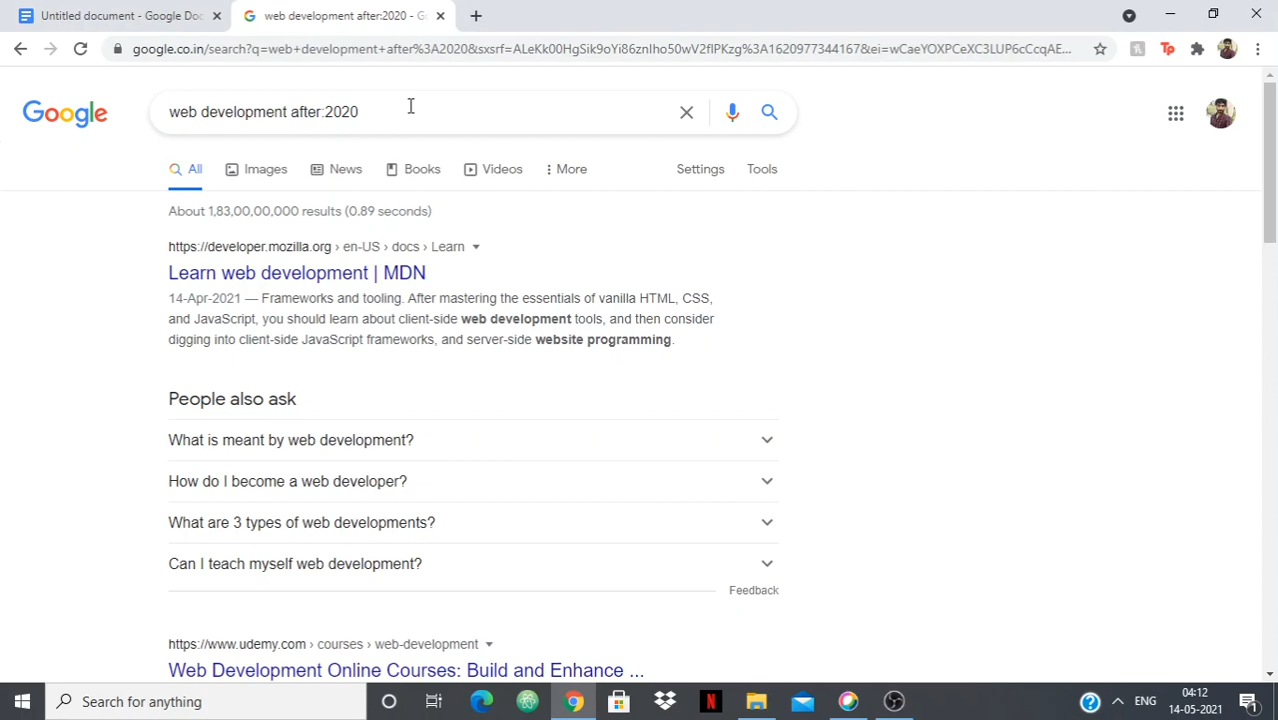 Untitled document - Google Doc
web development after:2020 - Go
google.co.in/search?q=web+development+after%3A2020&sxsrf=ALeKk00HgSik9oYi86znIho50wV2flPKzg%3A1620977344167&ei=wCaeYOXPCeXC3LUP6cCcqAE...
Google
web development after:2020
All
Images
News
Books
Videos
More
Settings
Tools
About 1,83,00,00,000 results (0.89 seconds)
https://developer.mozilla.org › en-US › docs › Learn
Learn web development | MDN
14-Apr-2021 — Frameworks and tooling. After mastering the essentials of vanilla HTML, CSS,
and JavaScript, you should learn about client-side web development tools, and then consider
digging into client-side JavaScript frameworks, and server-side website programming.
People also ask
What is meant by web development?
How do I become a web developer?
What are 3 types of web developments?
Can I teach myself web development?
Feedback
https://www.udemy.com › courses › web-development
Web Development Online Courses: Build and Enhance ...
Search for anything
ENG
04:12
14-05-2021